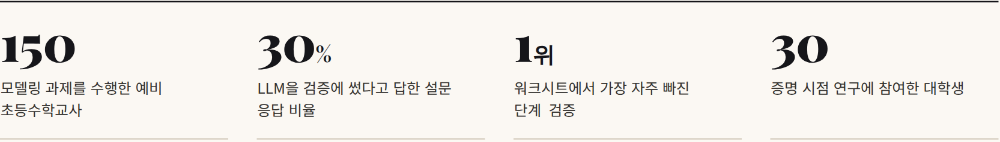 150
모델링 과제를 수행한 예비
초등수학교사
30%
LLM을 검증에 썼다고 답한 설문
응답 비율
1위
워크시트에서 가장 자주 빠진
단계 검증
30
증명 시점 연구에 참여한 대학생